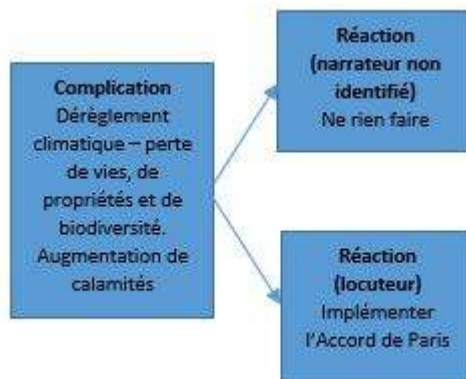 Complication
Dérèglement
climatique – perte
de vies, de
propriétés et de
biodiversité.
Augmentation de
calamités
Réaction
(narrateur non
identifié)
Ne rien faire
Réaction
(locuteur)
Implémenter
l'Accord de Paris